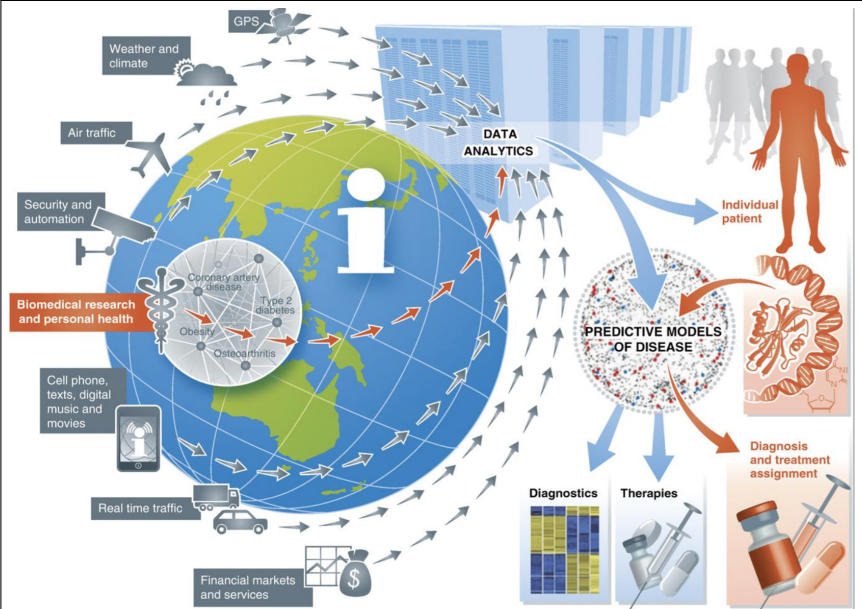 GPS
Weather and
climate
Air traffic
Security and
automation
Biomedical research
and personal health
Coronary artery
disease
Type 2
diabetes
Obesity
Osteoarthritis
Cell phone,
texts, digital
music and
movies
Real time traffic
Financial markets
and services
$
i
i
DATA
ANALYTICS
Individual
patient
PREDICTIVE MODELS
OF DISEASE
Diagnosis
and treatment
assignment
Diagnostics
Therapies